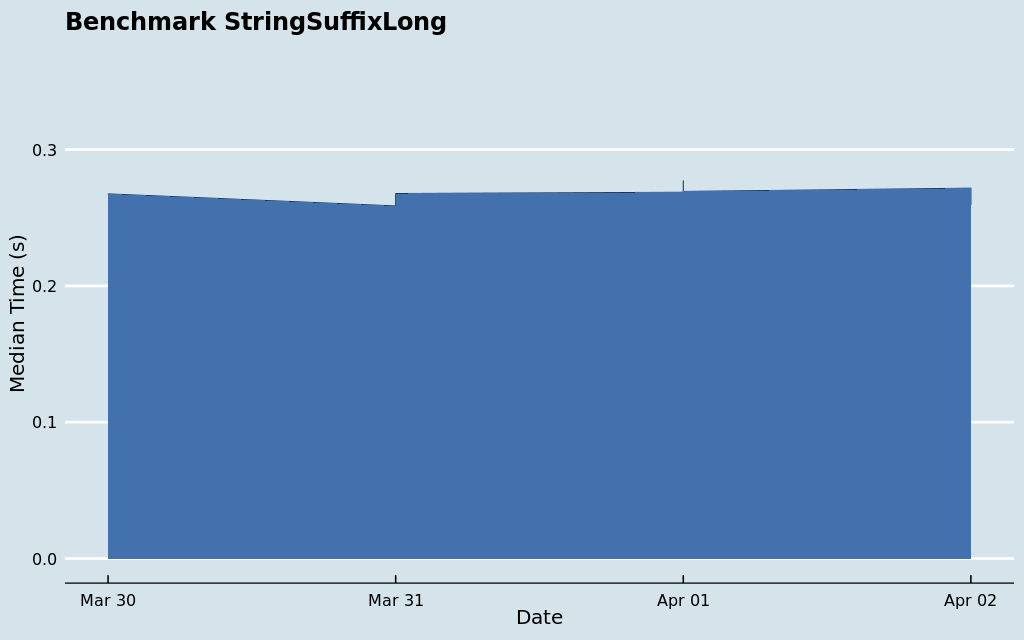 Benchmark StringSuffixLong
0.3
0.2
0.1
0.0
Median Time (s)
Mar 30
Mar 31
Apr 01
Apr 02
Date